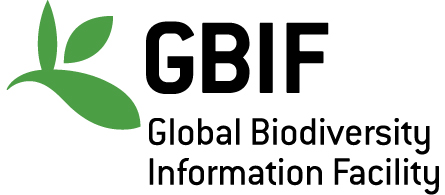 GBIF
Global Biodiversity
Information Facility